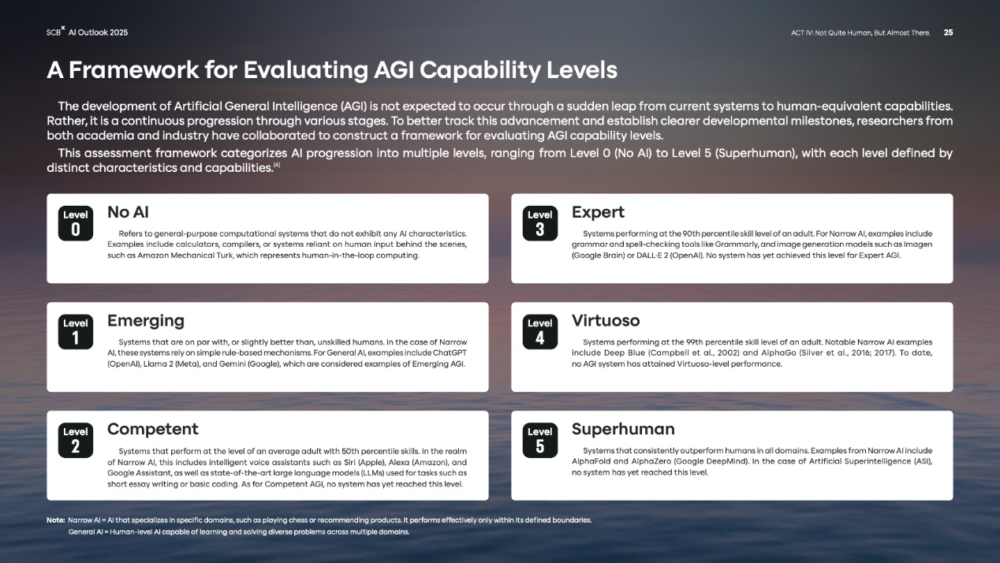 SCBX AI Outlook 2025
ACT IV: Not Quite Human, But Almost There. 25
A Framework for Evaluating AGI Capability Levels
The development of Artificial General Intelligence (AGI) is not expected to occur through a sudden leap from current systems to human-equivalent capabilities.
Rather, it is a continuous progression through various stages. To better track this advancement and establish clearer developmental milestones, researchers from
both academia and industry have collaborated to construct a framework for evaluating AGI capability levels.
This assessment framework categorizes AI progression into multiple levels, ranging from Level 0 (No AI) to Level 5 (Superhuman), with each level defined by
distinct characteristics and capabilities.[4]
Level
0
No AI
Refers to general-purpose computational systems that do not exhibit any AI characteristics.
Examples include calculators, compilers, or systems reliant on human input behind the scenes,
such as Amazon Mechanical Turk, which represents human-in-the-loop computing.
Level
1
Emerging
Systems that are on par with, or slightly better than, unskilled humans. In the case of Narrow
AI, these systems rely on simple rule-based mechanisms. For General AI, examples include ChatGPT
(OpenAI), Llama 2 (Meta), and Gemini (Google), which are considered examples of Emerging AGI.
Level
2
Competent
Systems that perform at the level of an average adult with 50th percentile skills. In the realm
of Narrow AI, this includes intelligent voice assistants such as Siri (Apple), Alexa (Amazon), and
Google Assistant, as well as state-of-the-art large language models (LLMs) used for tasks such as
short essay writing or basic coding. As for Competent AGI, no system has yet reached this level.
Level
3
Expert
Systems performing at the 90th percentile skill level of an adult. For Narrow AI, examples include
grammar and spell-checking tools like Grammarly, and image generation models such as Imagen
(Google Brain) or DALL·E 2 (OpenAI). No system has yet achieved this level for Expert AGI.
Level
4
Virtuoso
Systems performing at the 99th percentile skill level of an adult. Notable Narrow AI examples
include Deep Blue (Campbell et al., 2002) and AlphaGo (Silver et al., 2016; 2017). To date,
no AGI system has attained Virtuoso-level performance.
Level
5
Superhuman
Systems that consistently outperform humans in all domains. Examples from Narrow AI include
AlphaFold and AlphaZero (Google DeepMind). In the case of Artificial Superintelligence (ASI),
no system has yet reached this level.
Note: Narrow AI = AI that specializes in specific domains, such as playing chess or recommending products. It performs effectively only within its defined boundaries.
General AI = Human-level AI capable of learning and solving diverse problems across multiple domains.